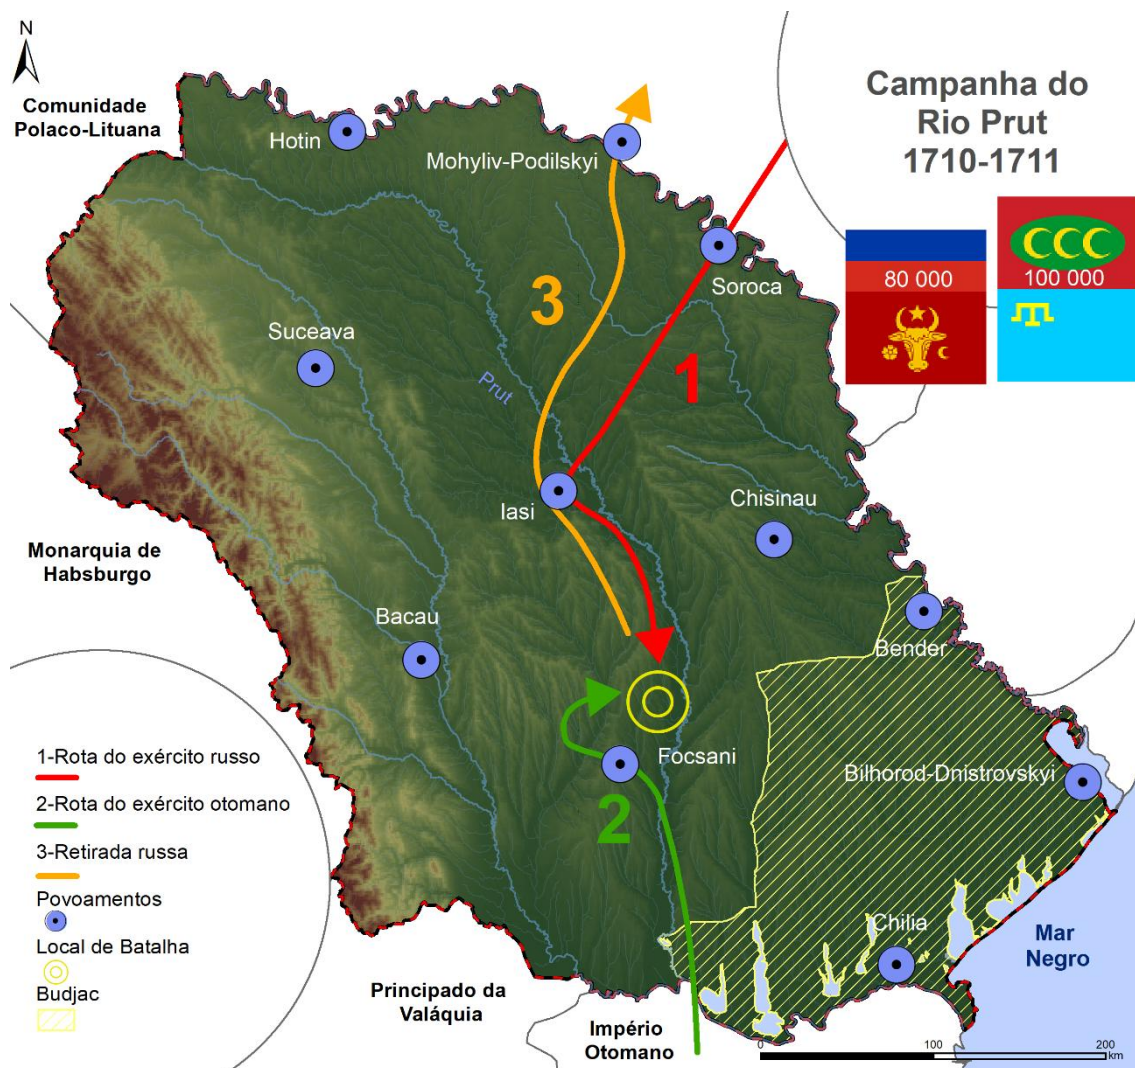 N
Comunidade
Polaco-Lituana
Campanha do
Rio Prut
1710-1711
Hotin
Mohyliv-Podilskyi
80 000
100 000
3
Soroca
Suceava
1
Prut
Iasi
Chisinau
Monarquia de
Habsburgo
Bacau
Bender
1-Rota do exército russo
2-Rota do exército otomano
3-Retirada russa
Povoamentos
Local de Batalha
Budjac
Focsani
Bilhorod-Dnistrovskyi
2
Chilia
Mar
Negro
Principado da
Valáquia
Império
Otomano
0
100
200
km